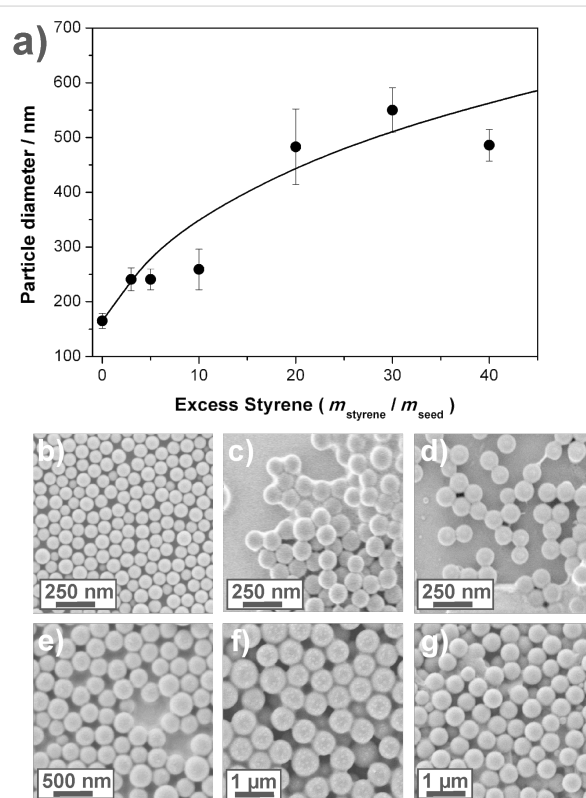 a)
700
600
500
400
300
200
100
0
10
20
30
40
Particle diameter / nm
Excess Styrene ( mstyrene / mseed )
b)
250 nm
c)
250 nm
d)
250 nm
e)
500 nm
f)
1 µm
g)
1 µm